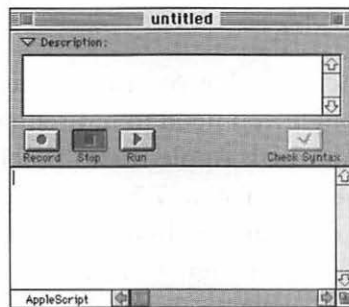 untitled
Description:
Record Stop Run Check Syntax
AppleScript